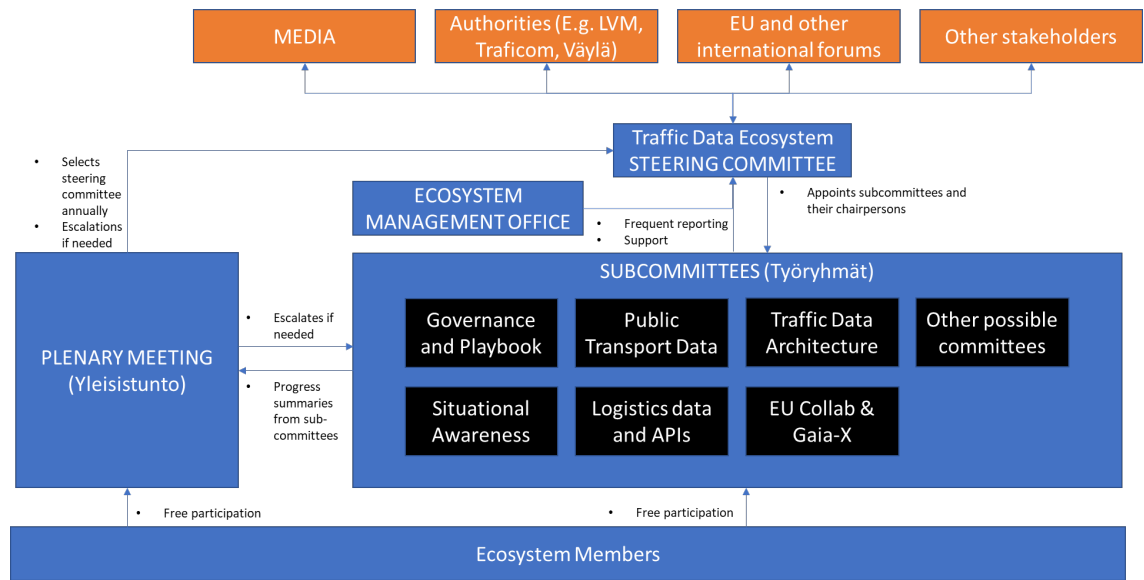 MEDIA
Authorities (E.g. LVM,
Traficom, Väylä)
EU and other
international forums
Other stakeholders
Traffic Data Ecosystem
STEERING COMMITTEE
• Selects
steering
committee
annually
• Escalations
if needed
ECOSYSTEM
MANAGEMENT OFFICE
• Frequent reporting
• Support
• Appoints subcommittees and
their chairpersons
PLENARY MEETING
(Yleisistunto)
• Escalates if
needed
• Progress
summaries
from sub-
committees
SUBCOMMITTEES (Työryhmät)
Governance
and Playbook
Public
Transport Data
Traffic Data
Architecture
Other possible
committees
Situational
Awareness
Logistics data
and APIs
EU Collab &
Gaia-X
• Free participation
• Free participation
Ecosystem Members